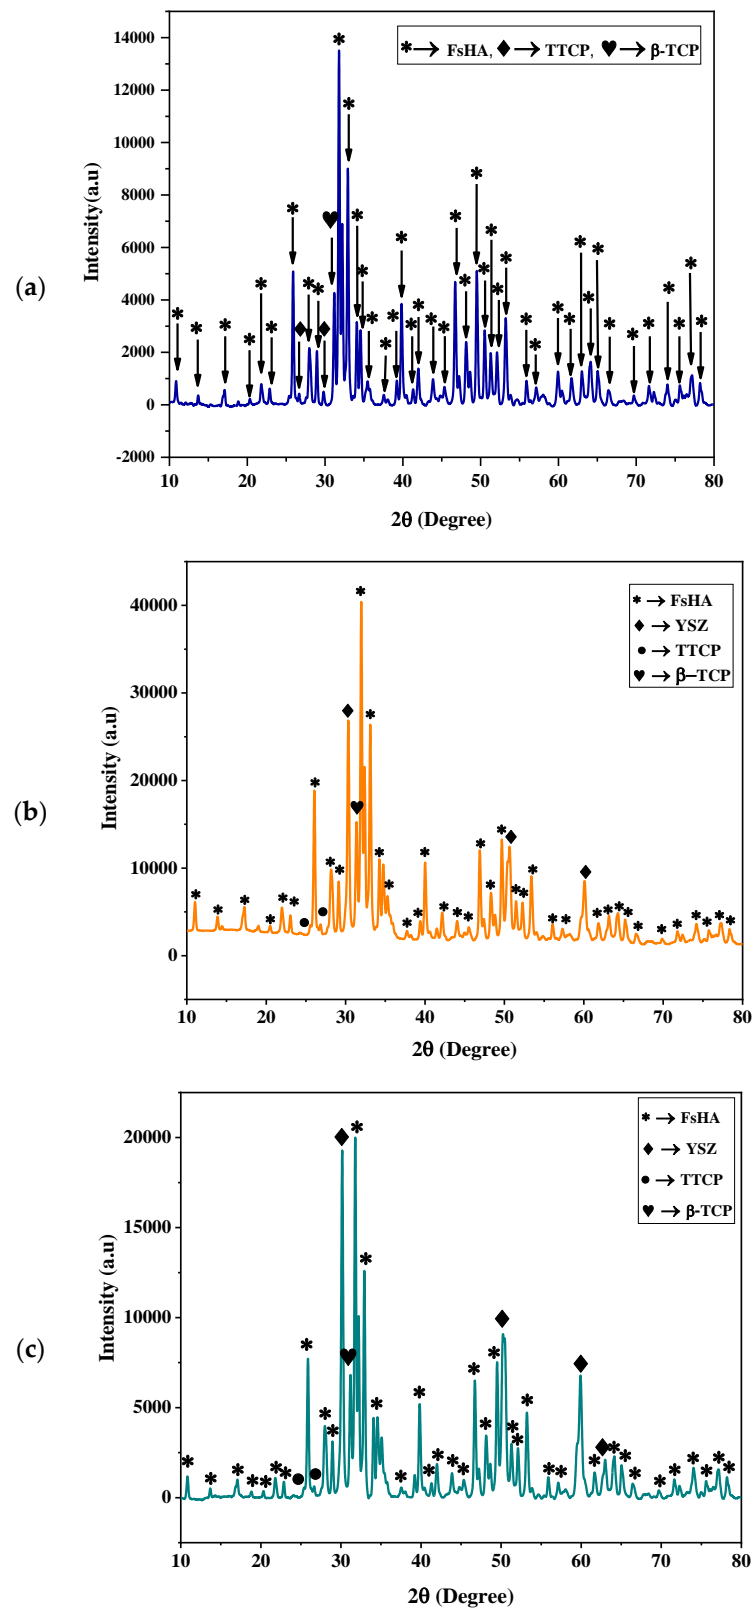 14000
12000
10000
8000
6000
4000
2000
0
-2000
Intensity(a.u)
* → FsHA, ◆ → TTCP, ♥ → β-TCP
(a)
10 20 30 40 50 60 70 80
2θ (Degree)
40000
30000
20000
10000
0
Intensity (a.u)
* → FsHA
◆ → YSZ
● → TTCP
♥ → β–TCP
(b)
10 20 30 40 50 60 70 80
2θ (Degree)
20000
15000
10000
5000
0
Intensity (a.u)
* → FsHA
◆ → YSZ
● → TTCP
♥ → β-TCP
(c)
10 20 30 40 50 60 70 80
2θ (Degree)